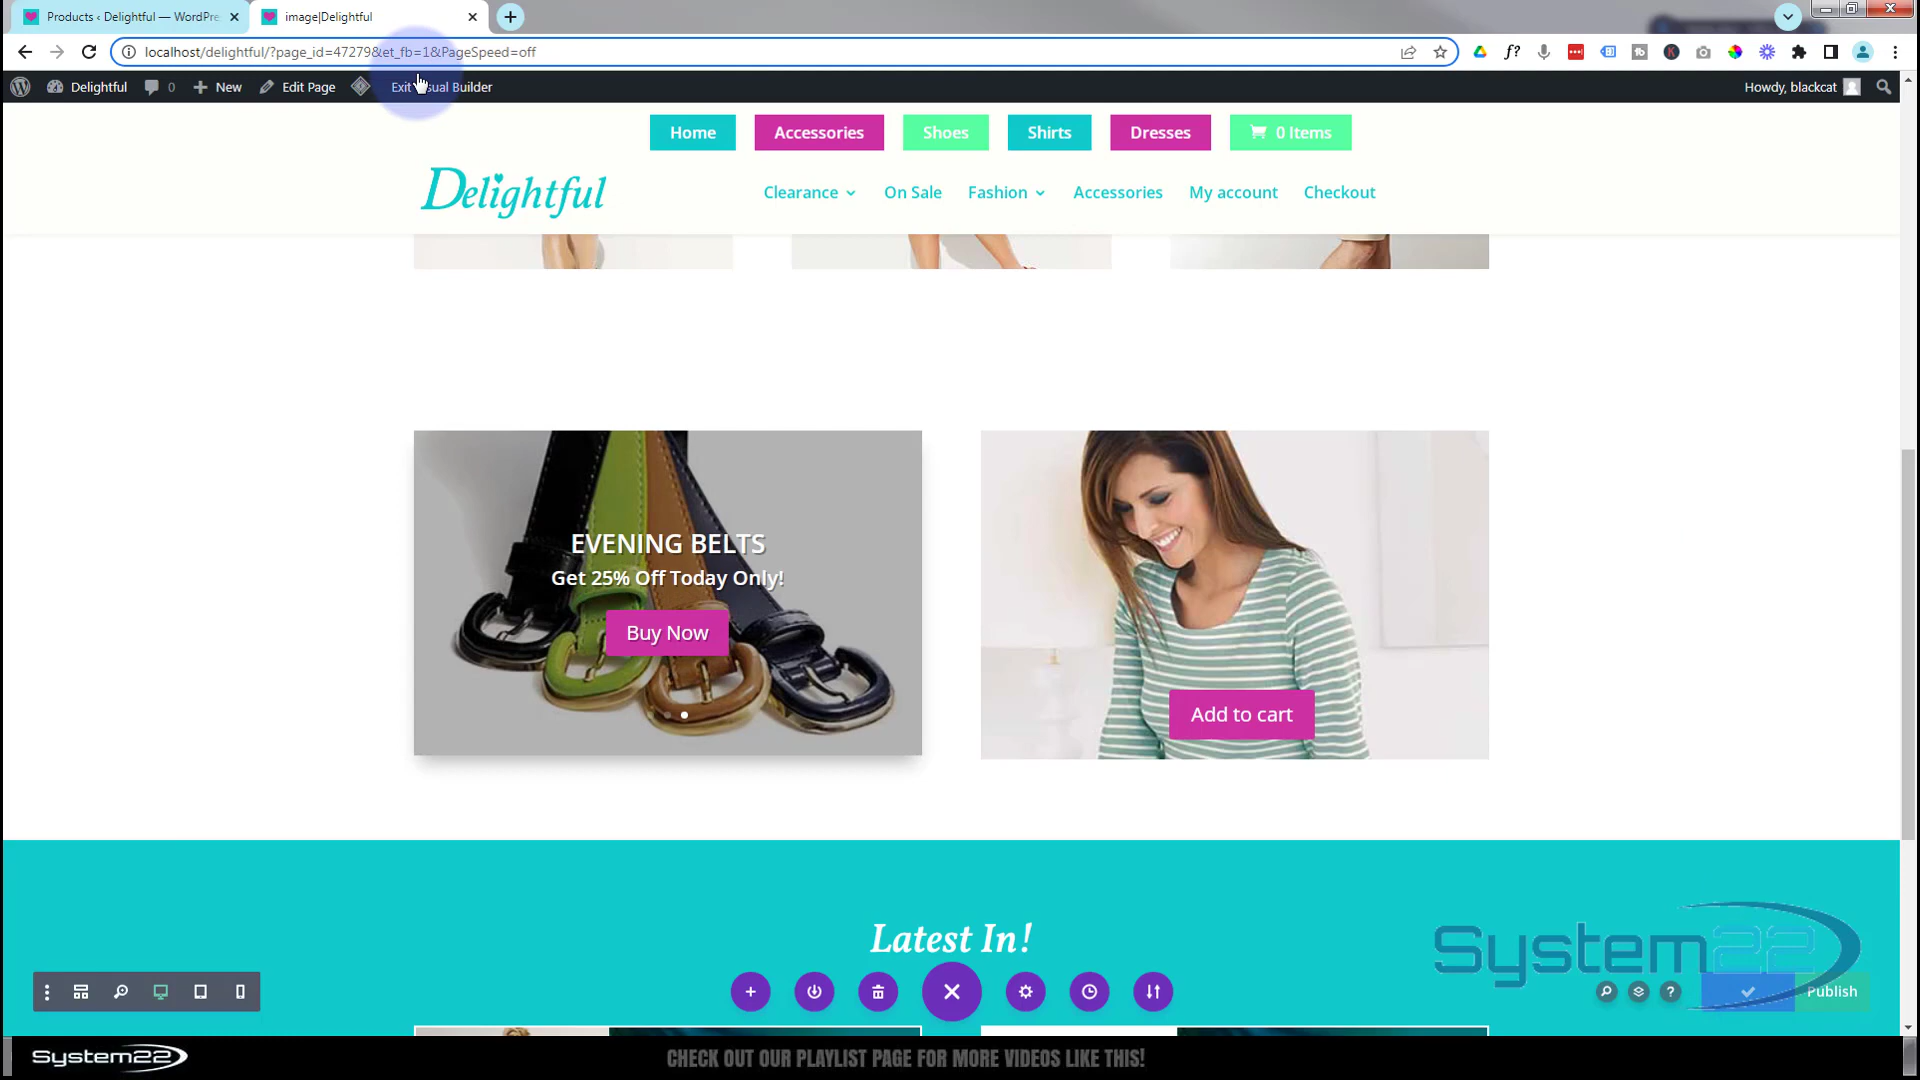 Products ‹ Delightful — WordPre
image|Delightful
localhost/delightful/?page_id=47279&et_fb=1&PageSpeed=off
Delightful
0
New
Edit Page
Exit Visual Builder
Howdy, blackcat
Home
Accessories
Shoes
Shirts
Dresses
0 Items
Delightful
Clearance
On Sale
Fashion
Accessories
My account
Checkout
EVENING BELTS
Get 25% Off Today Only!
Buy Now
Add to cart
Latest In!
System22
Publish
System22
CHECK OUT OUR PLAYLIST PAGE FOR MORE VIDEOS LIKE THIS!